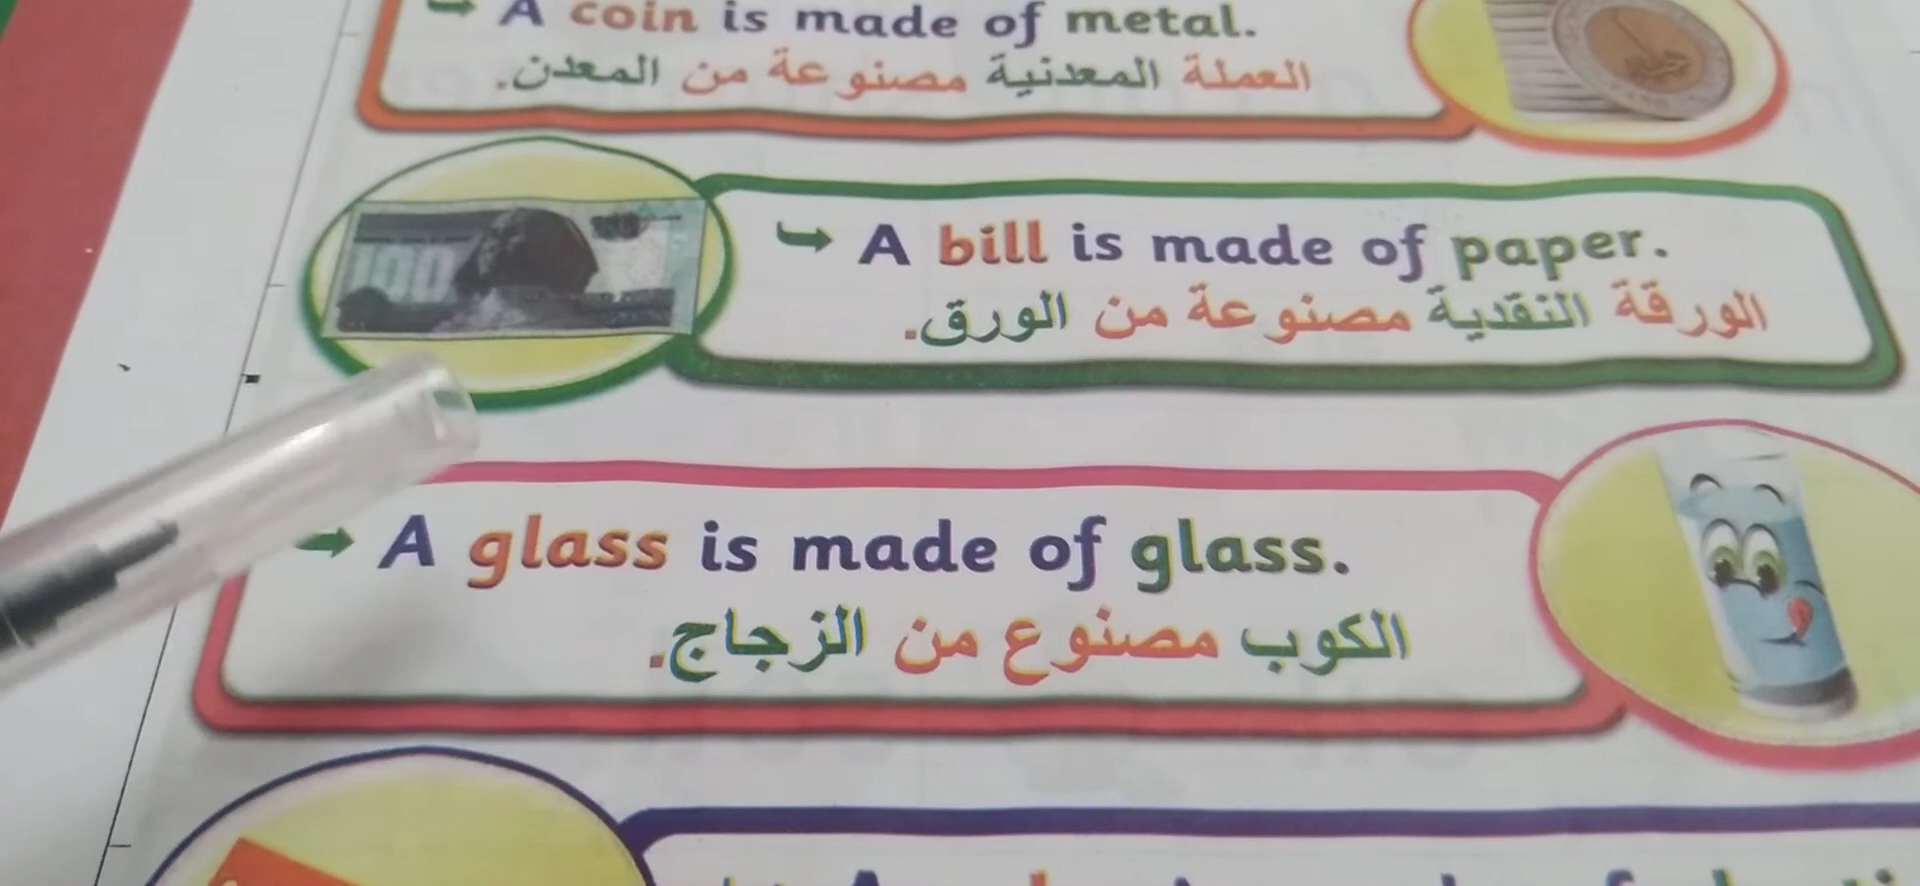 A coin is made of metal.
العملة المعدنية مصنوعة من المعدن.
A bill is made of paper.
الورقة النقدية مصنوعة من الورق.
A glass is made of glass.
الكوب مصنوع من الزجاج.